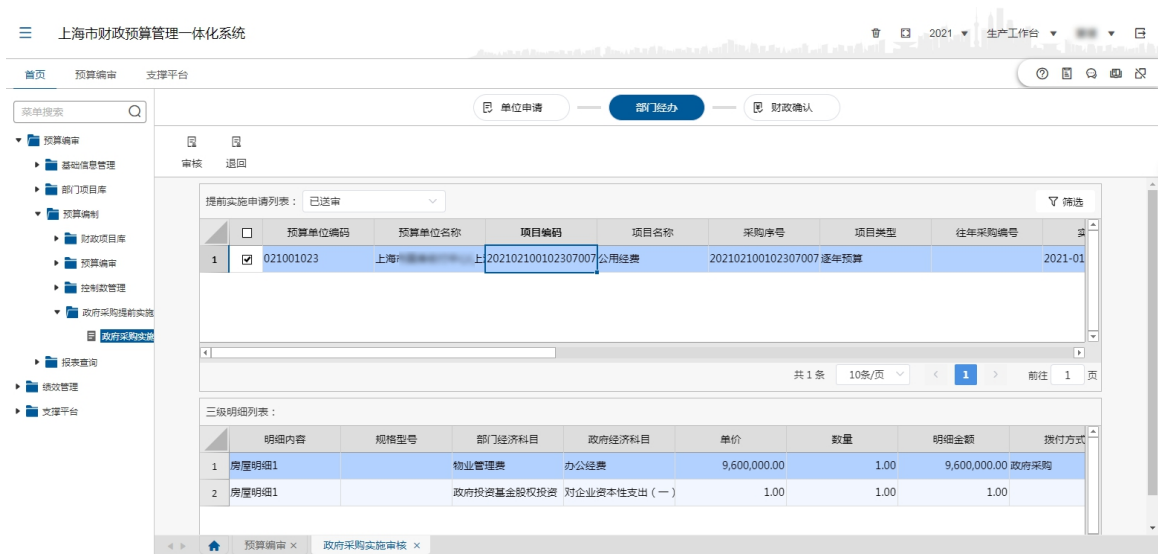 上海市财政预算管理一体化系统
2021 生产工作台
首页 预算编审 支撑平台
菜单搜索
单位申请 部门经办 财政确认
预算编审
基础信息管理
部门项目库
预算编制
财政项目库
预算编审
控制数管理
政府采购提前实施
政府采购实施
报表查询
绩效管理
支撑平台
审核 退回
提前实施申请列表： 已送审 筛选
预算单位编码 预算单位名称 项目编码 项目名称 采购序号 项目类型 往年采购编号
1 021001023 上海 202102100102307007 公用经费 202102100102307007 逐年预算 2021-01
共 1 条 10条/页 1 前往 1 页
三级明细列表：
明细内容 规格型号 部门经济科目 政府经济科目 单价 数量 明细金额 拨付方式
1 房屋明细1 物业管理费 办公经费 9,600,000.00 1.00 9,600,000.00 政府采购
2 房屋明细1 政府投资基金股权投资 对企业资本性支出（一） 1.00 1.00 1.00
预算编审 × 政府采购实施审核 ×